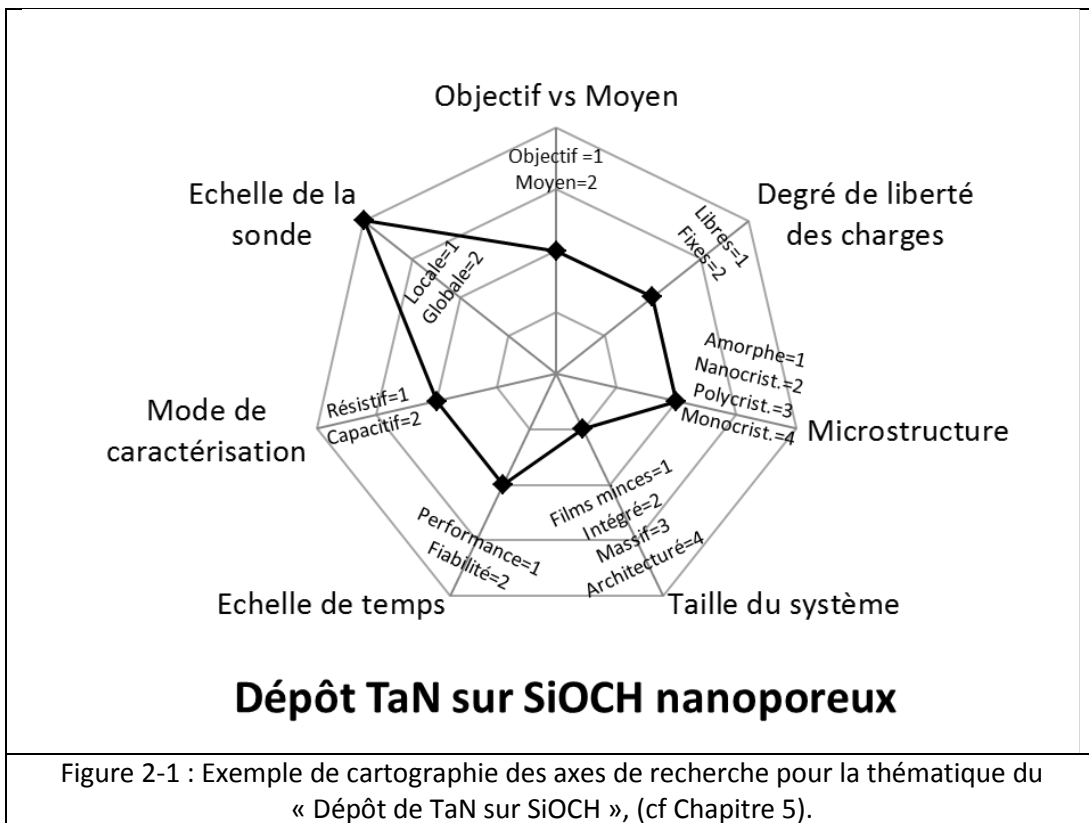 Objectif vs Moyen
Objectif =1
Moyen=2
Echelle de la
sonde
Degré de liberté
des charges
Libres=1
Fixes=2
Locale=1
Globale=2
Amorphe=1
Nanocrist.=2
Polycrist.=3
Monocrist.=4
Mode de
caractérisation
Résistif=1
Capacitif=2
Microstructure
Films minces=1
Intégré=2
Massif=3
Architecturé=4
Performance=1
Fiabilité=2
Echelle de temps
Taille du système
Dépôt TaN sur SiOCH nanoporeux
Figure 2-1 : Exemple de cartographie des axes de recherche pour la thématique du
« Dépôt de TaN sur SiOCH », (cf Chapitre 5).